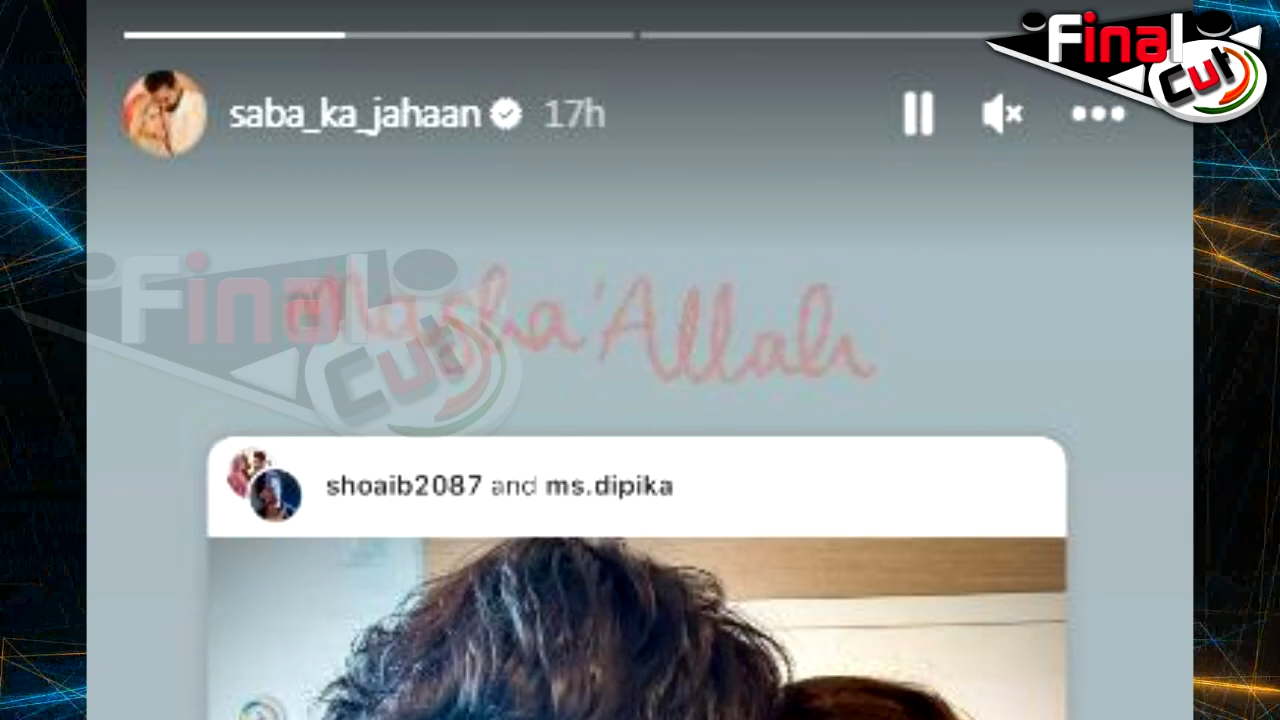 Final
Cut
saba_ka_jahaan 17h
Final
Cut
Masha'Allah
shoaib2087 and ms.dipika